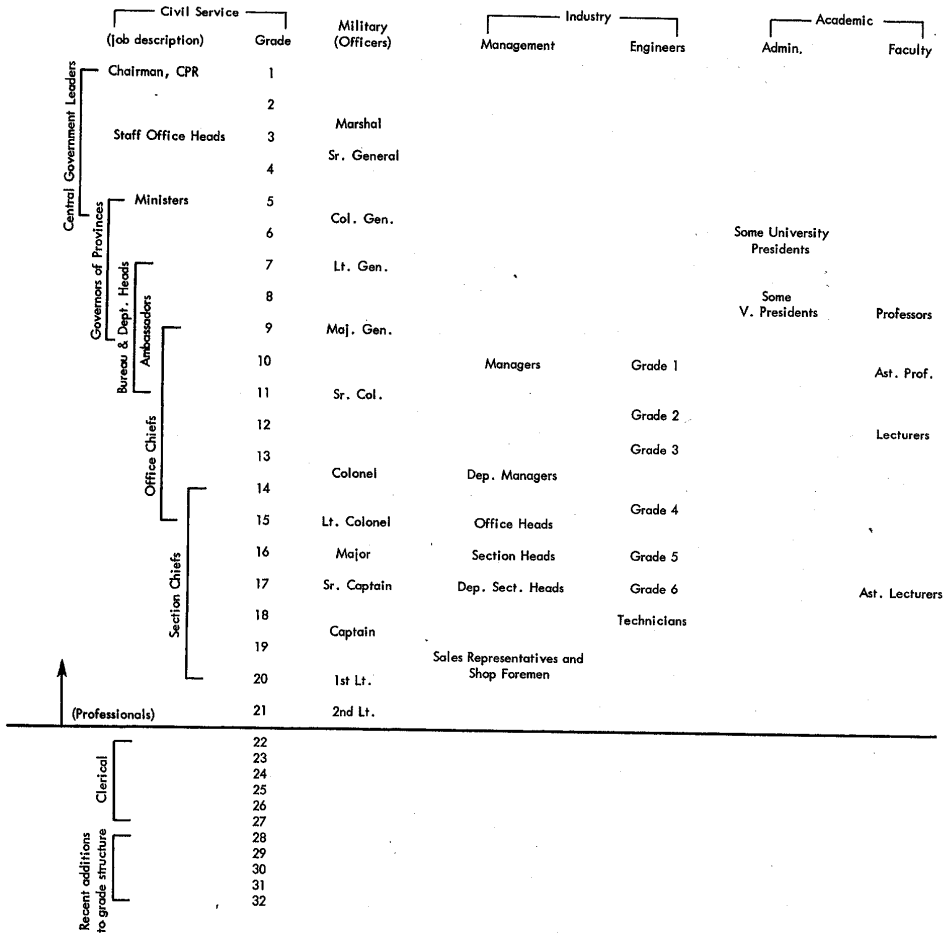 Civil Service
Military
Industry
Academic
(job description) Grade (Officers) Management Engineers Admin. Faculty
Chairman, CPR 1
2
Marshal
Staff Office Heads 3
Sr. General
4
Central Government Leaders
Ministers 5
Col. Gen.
6 Some University
Presidents
Governors of Provinces
7 Lt. Gen.
8 Some
V. Presidents Professors
Bureau & Dept. Heads
Ambassadors
9 Maj. Gen.
10 Managers Grade 1
Ast. Prof.
11 Sr. Col.
Grade 2
12
Lecturers
13 Grade 3
Office Chiefs
Colonel Dep. Managers
14
Grade 4
15 Lt. Colonel Office Heads
16 Major Section Heads Grade 5
17 Sr. Captain Dep. Sect. Heads Grade 6 Ast. Lecturers
18 Technicians
Section Chiefs
Captain
19
Sales Representatives and
Shop Foremen
20 1st Lt.
(Professionals) 21 2nd Lt.
22
23
24
Clerical
25
26
27
28
29
30
31
32
Recent additions
to grade structure